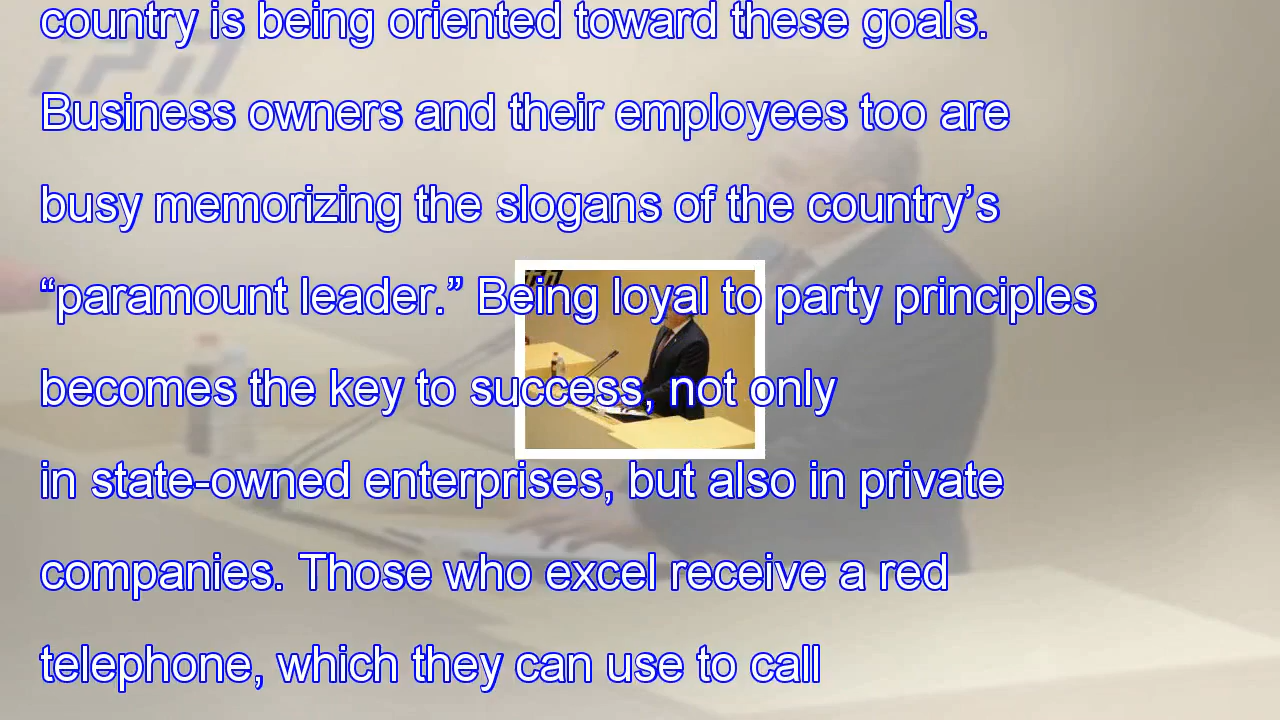 country is being oriented toward these goals.
Business owners and their employees too are
busy memorizing the slogans of the country’s
“paramount leader.” Being loyal to party principles
becomes the key to success, not only
in state-owned enterprises, but also in private
companies. Those who excel receive a red
telephone, which they can use to call